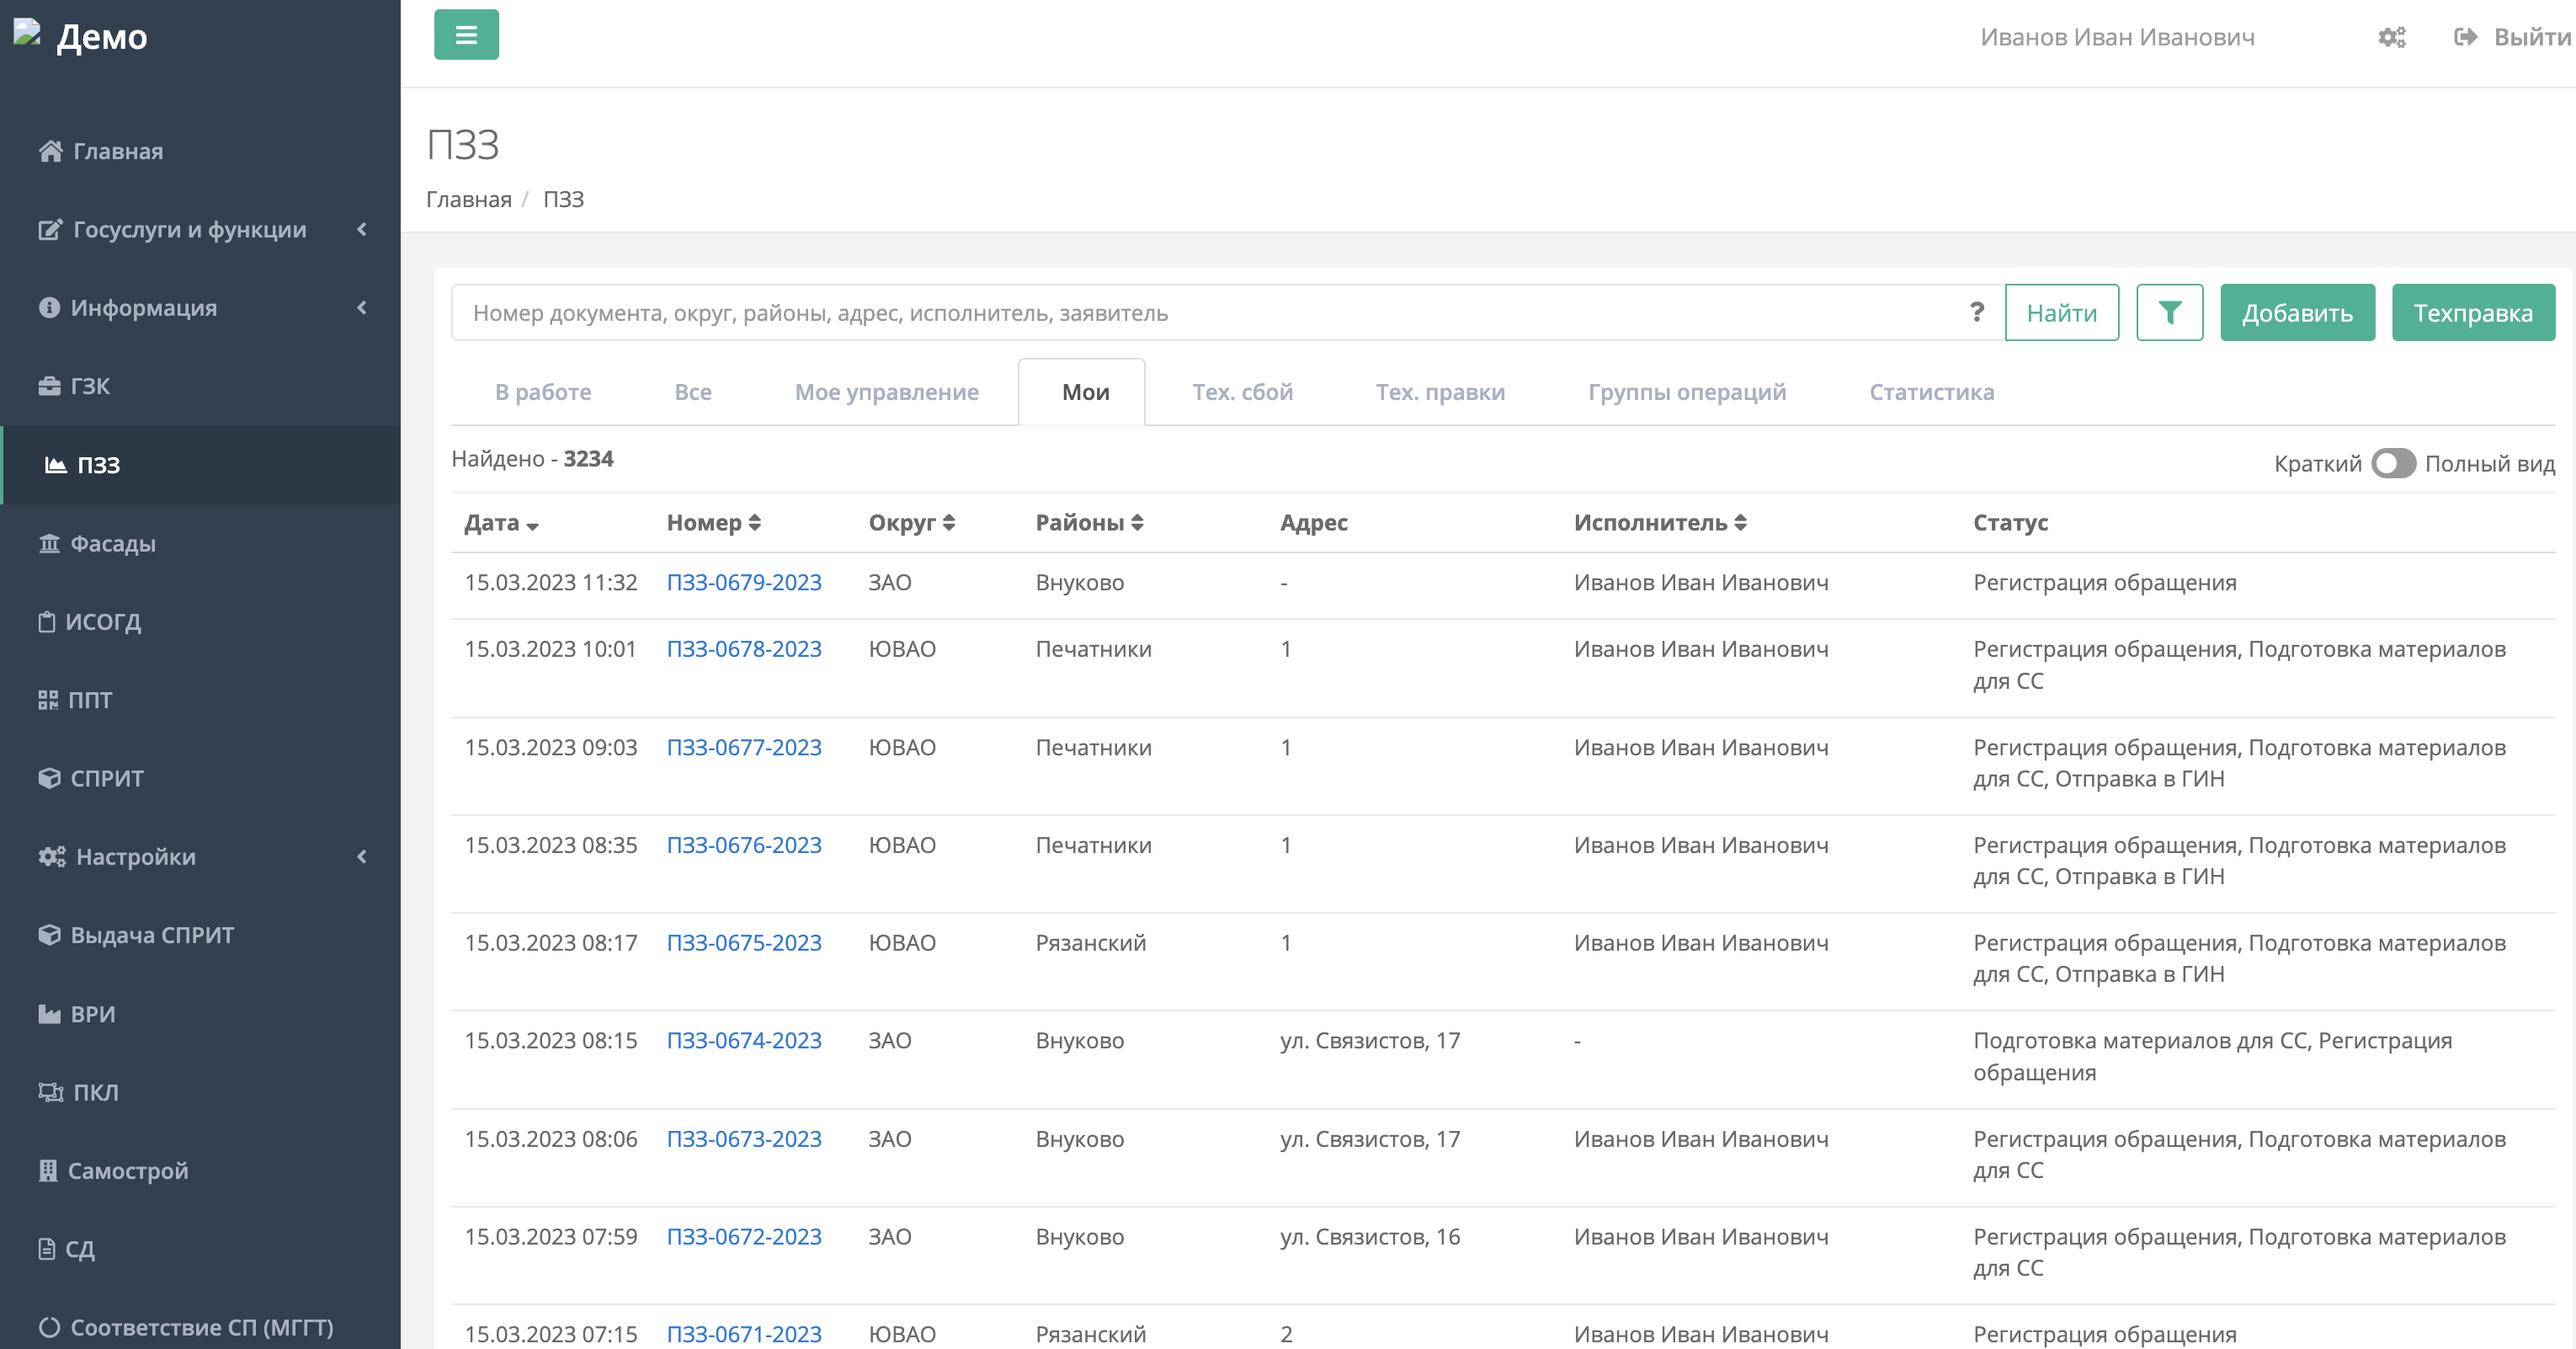 Демо
Иванов Иван Иванович
Выйти
Главная
Госуслуги и функции
Информация
ГЗК
ПЗЗ
Фасады
ИСОГД
ППТ
СПРИТ
Настройки
Выдача СПРИТ
ВРИ
ПКЛ
Самострой
СД
Соответствие СП (МГГТ)
ПЗЗ
Главная / ПЗЗ
Номер документа, округ, районы, адрес, исполнитель, заявитель ? Найти Добавить Техправка
В работе Все Мое управление Мои Тех. сбой Тех. правки Группы операций Статистика
Найдено - 3234 Краткий Полный вид
Дата Номер Округ Районы Адрес Исполнитель Статус
15.03.2023 11:32 ПЗЗ-0679-2023 ЗАО Внуково - Иванов Иван Иванович Регистрация обращения
15.03.2023 10:01 ПЗЗ-0678-2023 ЮВАО Печатники 1 Иванов Иван Иванович Регистрация обращения, Подготовка материалов
для СС
15.03.2023 09:03 ПЗЗ-0677-2023 ЮВАО Печатники 1 Иванов Иван Иванович Регистрация обращения, Подготовка материалов
для СС, Отправка в ГИН
15.03.2023 08:35 ПЗЗ-0676-2023 ЮВАО Печатники 1 Иванов Иван Иванович Регистрация обращения, Подготовка материалов
для СС, Отправка в ГИН
15.03.2023 08:17 ПЗЗ-0675-2023 ЮВАО Рязанский 1 Иванов Иван Иванович Регистрация обращения, Подготовка материалов
для СС, Отправка в ГИН
15.03.2023 08:15 ПЗЗ-0674-2023 ЗАО Внуково ул. Связистов, 17 - Подготовка материалов для СС, Регистрация
обращения
15.03.2023 08:06 ПЗЗ-0673-2023 ЗАО Внуково ул. Связистов, 17 Иванов Иван Иванович Регистрация обращения, Подготовка материалов
для СС
15.03.2023 07:59 ПЗЗ-0672-2023 ЗАО Внуково ул. Связистов, 16 Иванов Иван Иванович Регистрация обращения, Подготовка материалов
для СС
15.03.2023 07:15 ПЗЗ-0671-2023 ЮВАО Рязанский 2 Иванов Иван Иванович Регистрация обращения